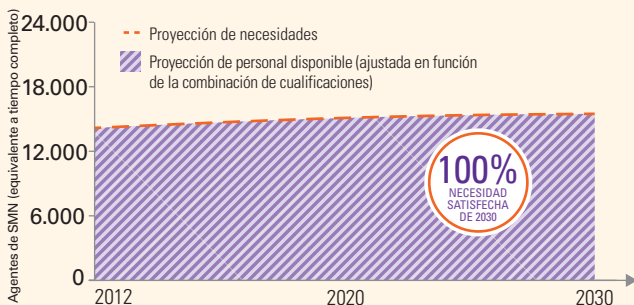 Agentes de SMIN (equivalente a tiempo completo)
24.000
18.000
12.000
6.000
0
Proyección de necesidades
Proyección de personal disponible (ajustada en función
de la combinación de cualificaciones)
100%
NECESIDAD
SATISFECHA
DE 2030
2012
2020
2030